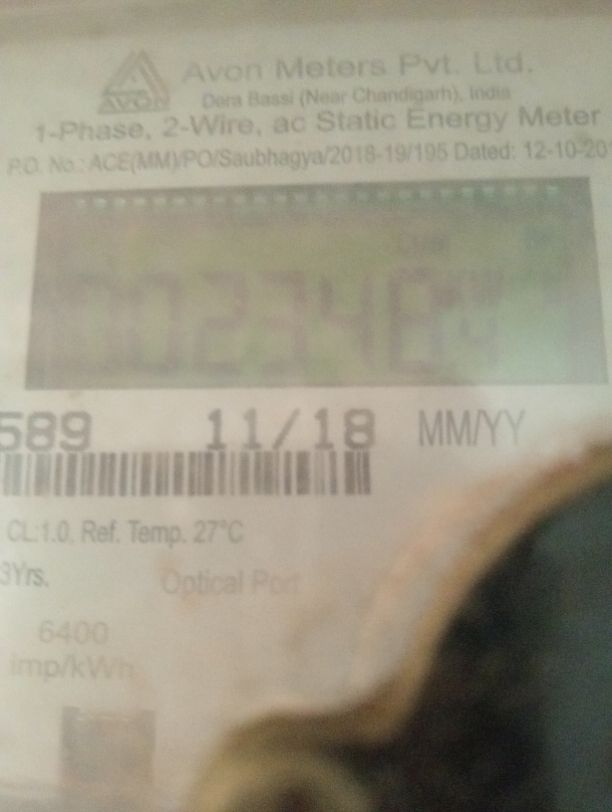 AVON
Avon Meters Pvt. Ltd.
Dera Bassi (Near Chandigarh), India
1-Phase, 2-Wire, ac Static Energy Meter
P.O. No.: ACE(MM)/PO/Saubhagya/2018-19/195 Dated: 12-10-20
002348
589 11/18 MM/YY
CL:1.0, Ref. Temp. 27°C
3Yrs. Optical Port
6400
imp/kWh